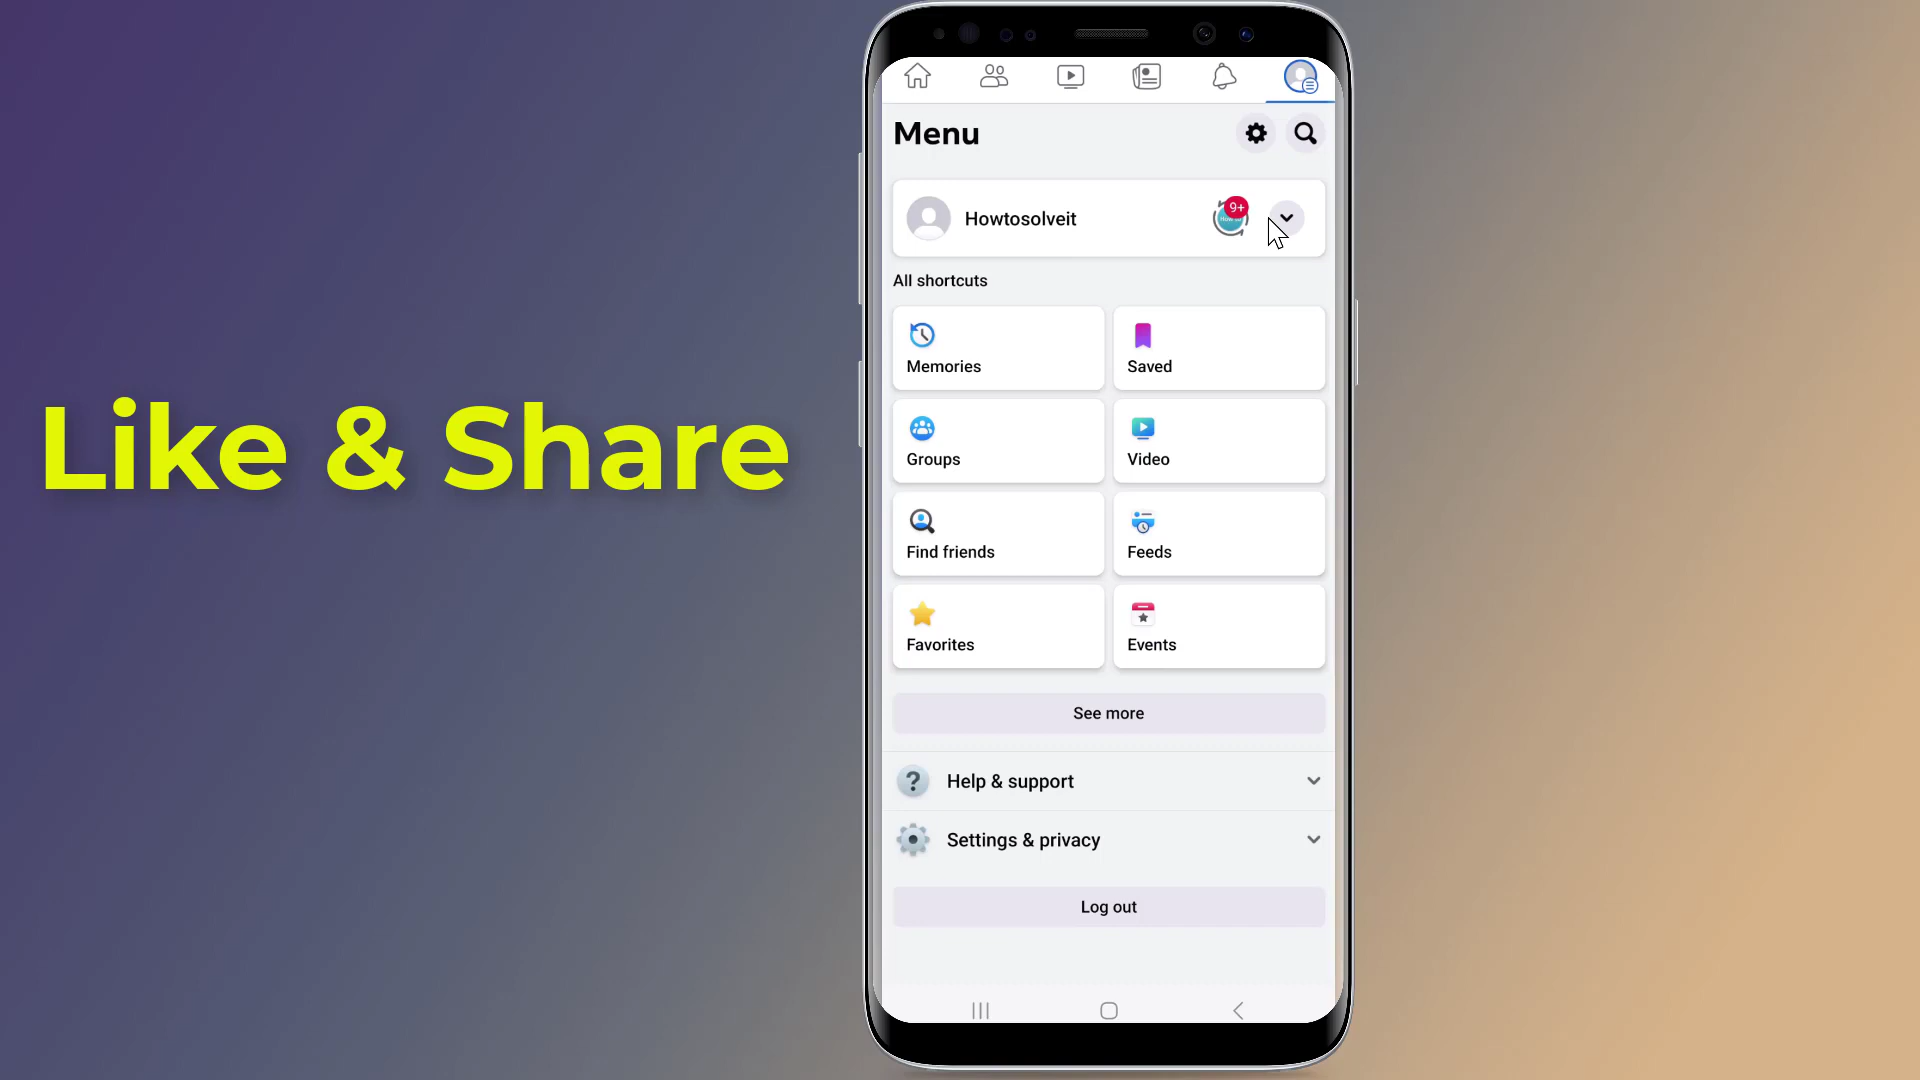 Like & Share
Menu
Howtosolveit
9+
All shortcuts
Memories
Saved
Groups
Video
Find friends
Feeds
Favorites
Events
See more
Help & support
Settings & privacy
Log out